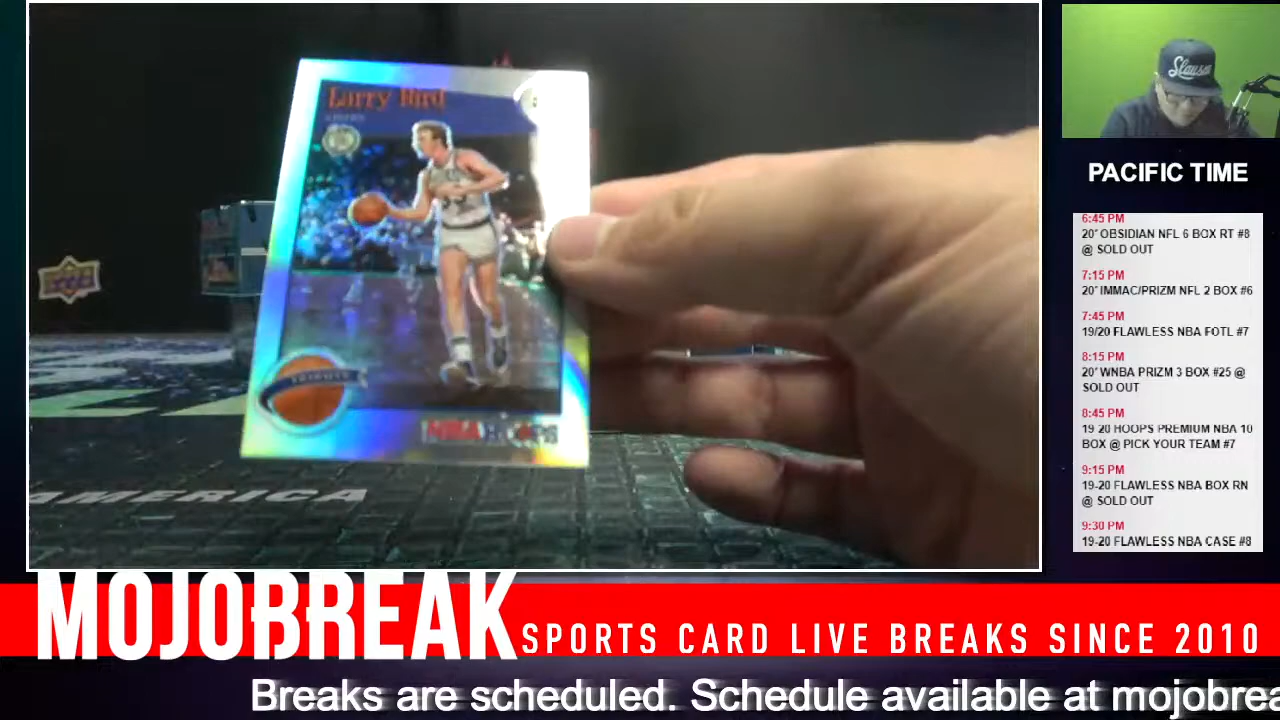 Larry Bird
TRIBUTE
NBA HOOPS
AMERICA
Slauson
PACIFIC TIME
6:45 PM
20' OBSIDIAN NFL 6 BOX RT #8
@ SOLD OUT
7:15 PM
20' IMMAC/PRIZM NFL 2 BOX #6
7:45 PM
19/20 FLAWLESS NBA FOTL #7
8:15 PM
20' WNBA PRIZM 3 BOX #25 @
SOLD OUT
8:45 PM
19-20 HOOPS PREMIUM NBA 10
BOX @ PICK YOUR TEAM #7
9:15 PM
19-20 FLAWLESS NBA BOX RN
@ SOLD OUT
9:30 PM
19-20 FLAWLESS NBA CASE #8
MOJOBREAK
SPORTS CARD LIVE BREAKS SINCE 2010
Breaks are scheduled. Schedule available at mojobrea